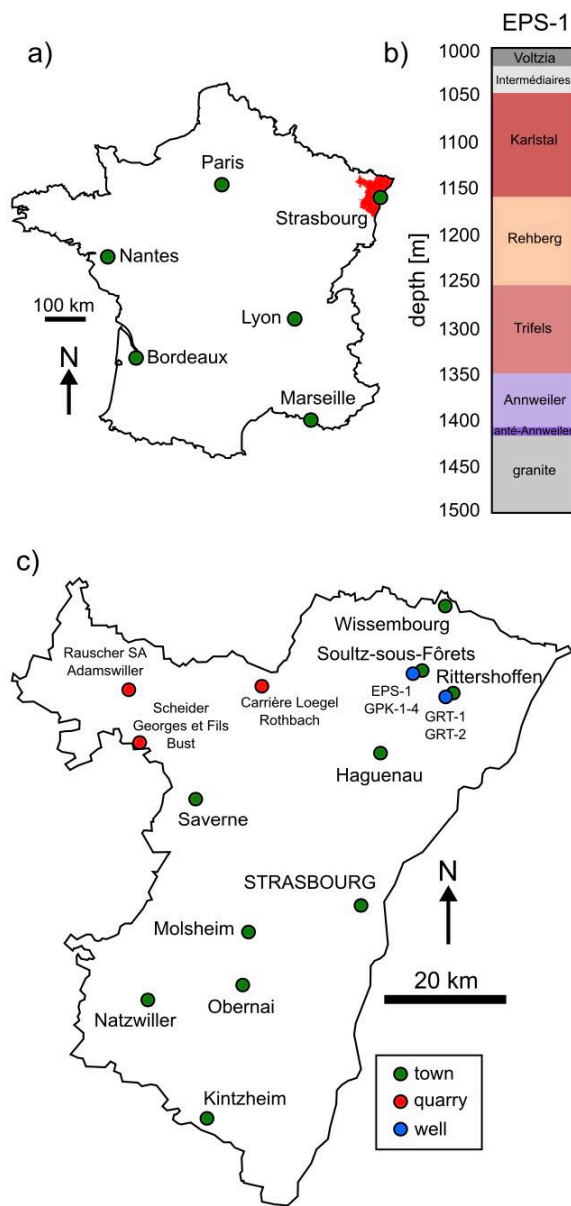 a)
Paris
Strasbourg
Nantes
100 km
Lyon
N
Bordeaux
Marseille
b)
EPS-1
depth [m]
1000
1050
1100
1150
1200
1250
1300
1350
1400
1450
1500
Voltzia
Intermédiaires
Karlstal
Rehberg
Trifels
Annweiler
anté-Annweiler
granite
c)
Wissembourg
Soultz-sous-Fôrets
Rittershoffen
Rauscher SA
Adamswiller
Scheider
Georges et Fils
Bust
Carrière Loegel
Rothbach
EPS-1
GPK-1-4
GRT-1
GRT-2
Haguenau
Saverne
STRASBOURG
N
Molsheim
20 km
Obernai
Natzwiller
Kintzheim
town
quarry
well